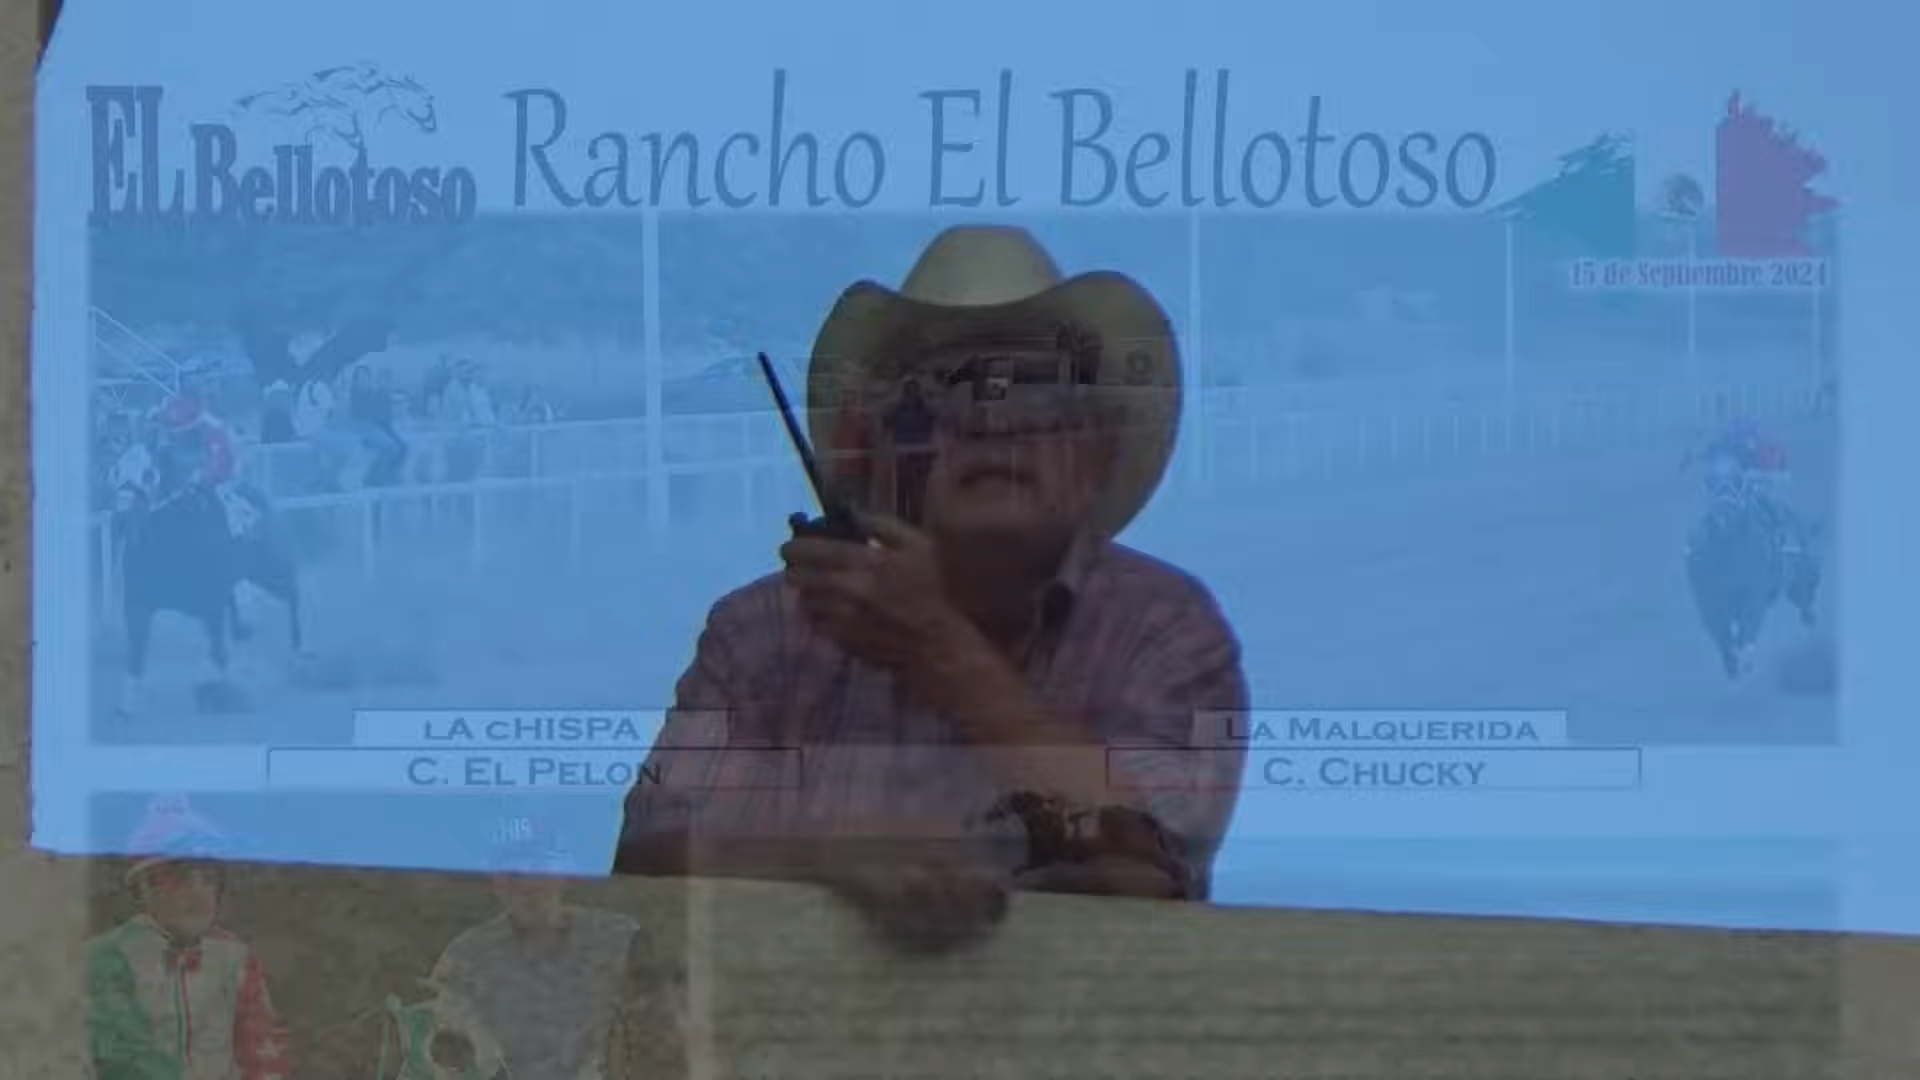 EL Bellotoso
Rancho El Bellotoso
15 de Septiembre 2024
LA cHISPA
La Malquerida
C. El Pelon
C. Chucky